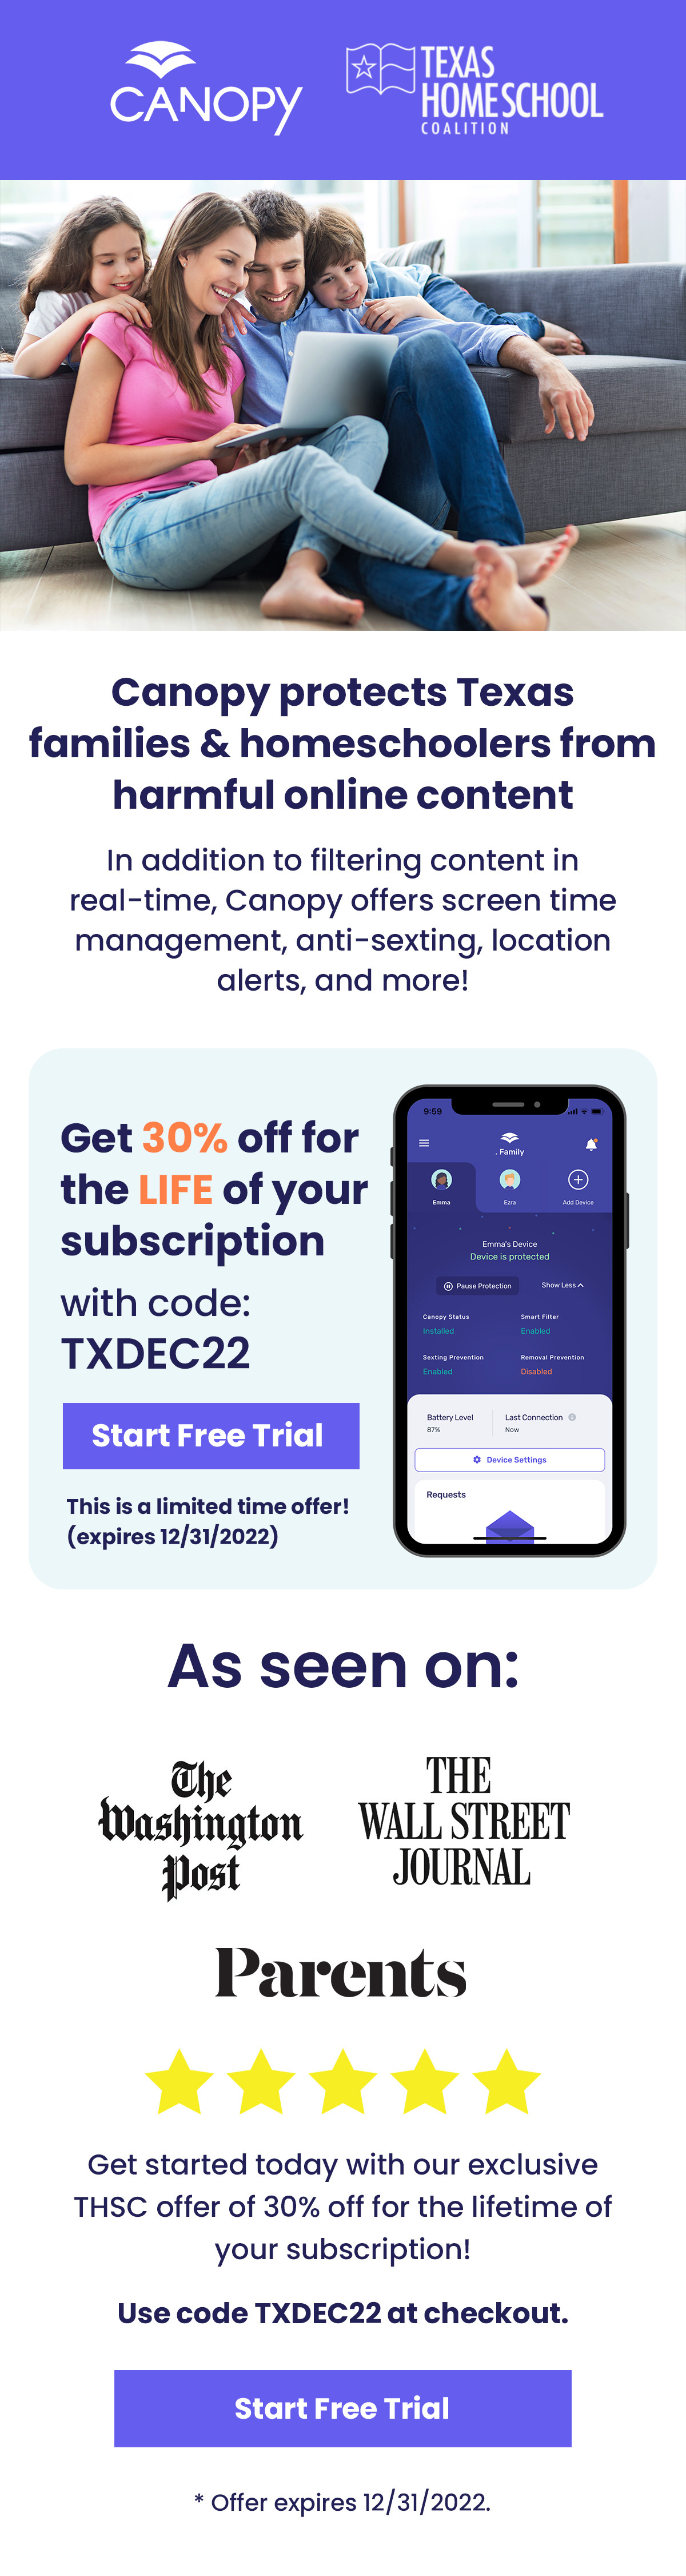 CANOPY
TEXAS
HOMESCHOOL
COALITION
Canopy protects Texas
families & homeschoolers from
harmful online content
In addition to filtering content in
real-time, Canopy offers screen time
management, anti-sexting, location
alerts, and more!
Get 30% off for
the LIFE of your
subscription
with code:
TXDEC22
Start Free Trial
This is a limited time offer!
(expires 12/31/2022)
9:59
. Family
Emma
Ezra
Add Device
Emma's Device
Device is protected
Pause Protection
Show Less
Canopy Status
Smart Filter
Installed
Enabled
Sexting Prevention
Removal Prevention
Enabled
Disabled
Battery Level
Last Connection
87%
Now
Device Settings
Requests
As seen on:
The
Washington
Post
THE
WALL STREET
JOURNAL
Parents
Get started today with our exclusive
THSC offer of 30% off for the lifetime of
your subscription!
Use code TXDEC22 at checkout.
Start Free Trial
* Offer expires 12/31/2022.